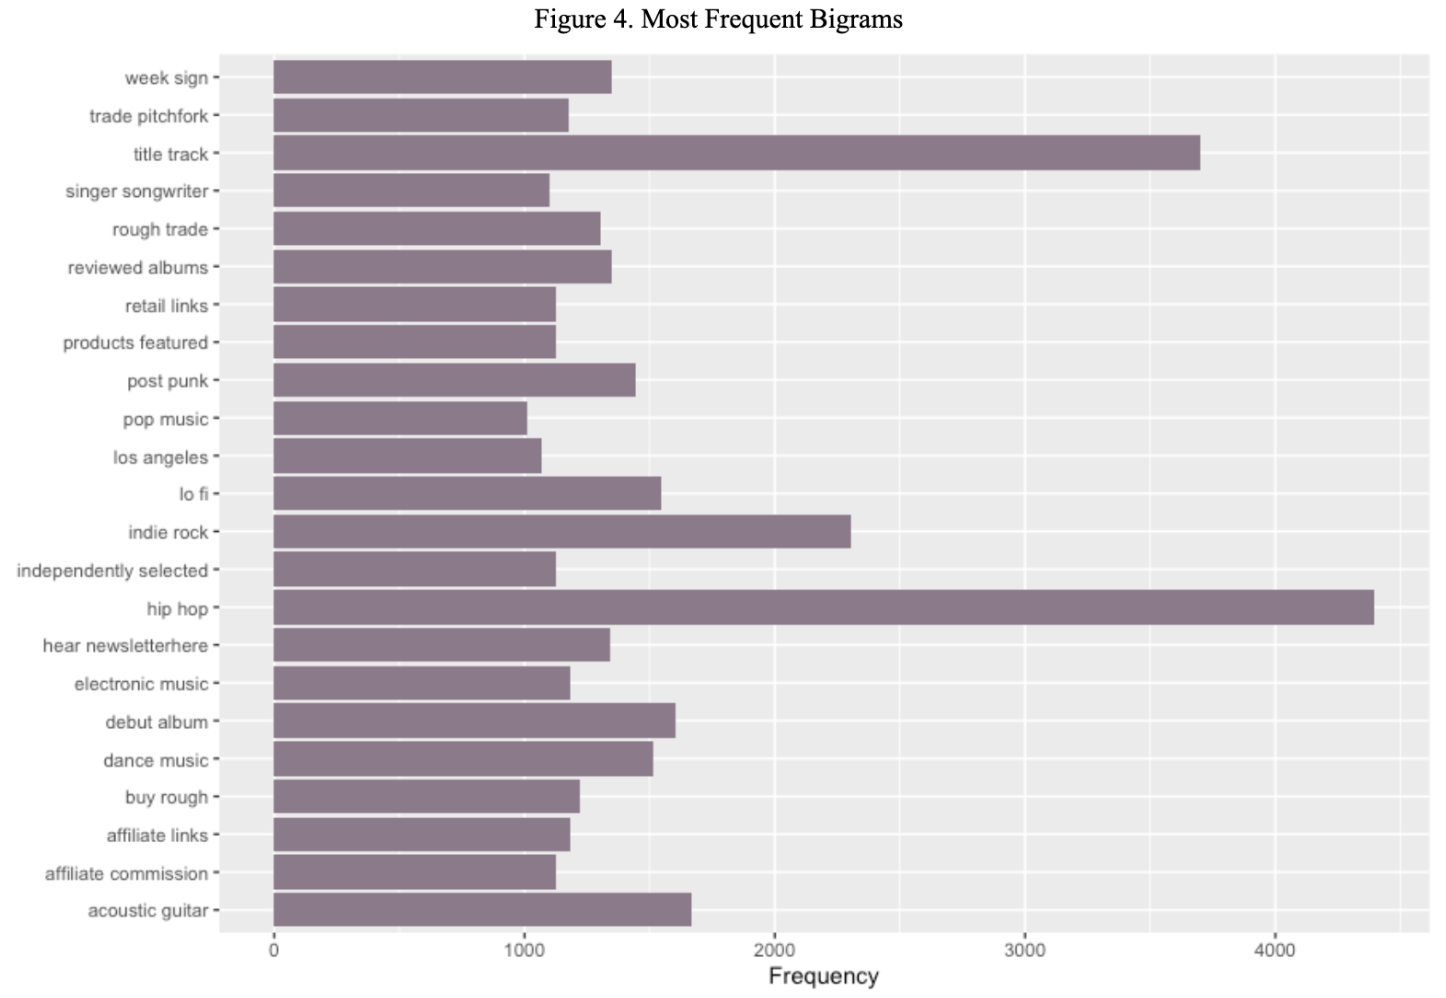 Figure 4. Most Frequent Bigrams
week sign
trade pitchfork
title track
singer songwriter
rough trade
reviewed albums
retail links
products featured
post punk
pop music
los angeles
lo fi
indie rock
independently selected
hip hop
hear newsletterhere
electronic music
debut album
dance music
buy rough
affiliate links
affiliate commission
acoustic guitar
0 1000 2000 3000 4000
Frequency